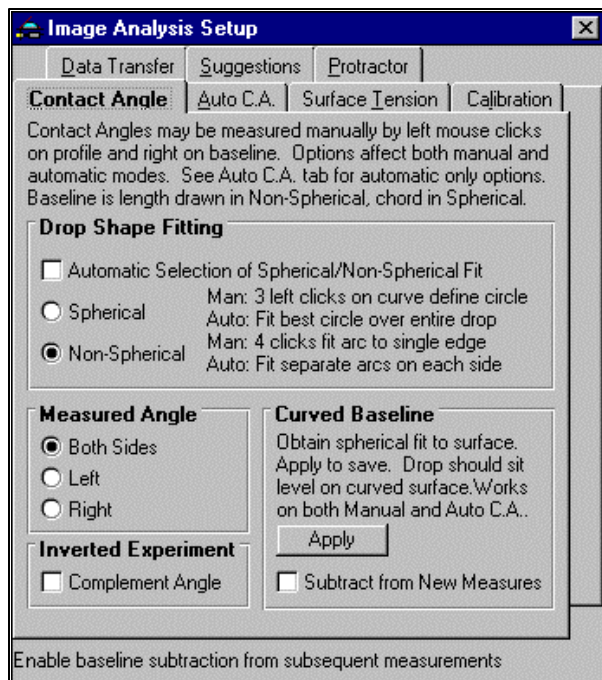 Image Analysis Setup
Data Transfer Suggestions Protractor
Contact Angle Auto C.A. Surface Tension Calibration
Contact Angles may be measured manually by left mouse clicks
on profile and right on baseline. Options affect both manual and
automatic modes. See Auto C.A. tab for automatic only options.
Baseline is length drawn in Non-Spherical, chord in Spherical.
Drop Shape Fitting
Automatic Selection of Spherical/Non-Spherical Fit
Spherical
Man: 3 left clicks on curve define circle
Auto: Fit best circle over entire drop
Non-Spherical
Man: 4 clicks fit arc to single edge
Auto: Fit separate arcs on each side
Measured Angle
Both Sides
Left
Right
Inverted Experiment
Complement Angle
Curved Baseline
Obtain spherical fit to surface.
Apply to save. Drop should sit
level on curved surface.Works
on both Manual and Auto C.A..
Apply
Subtract from New Measures
Enable baseline subtraction from subsequent measurements